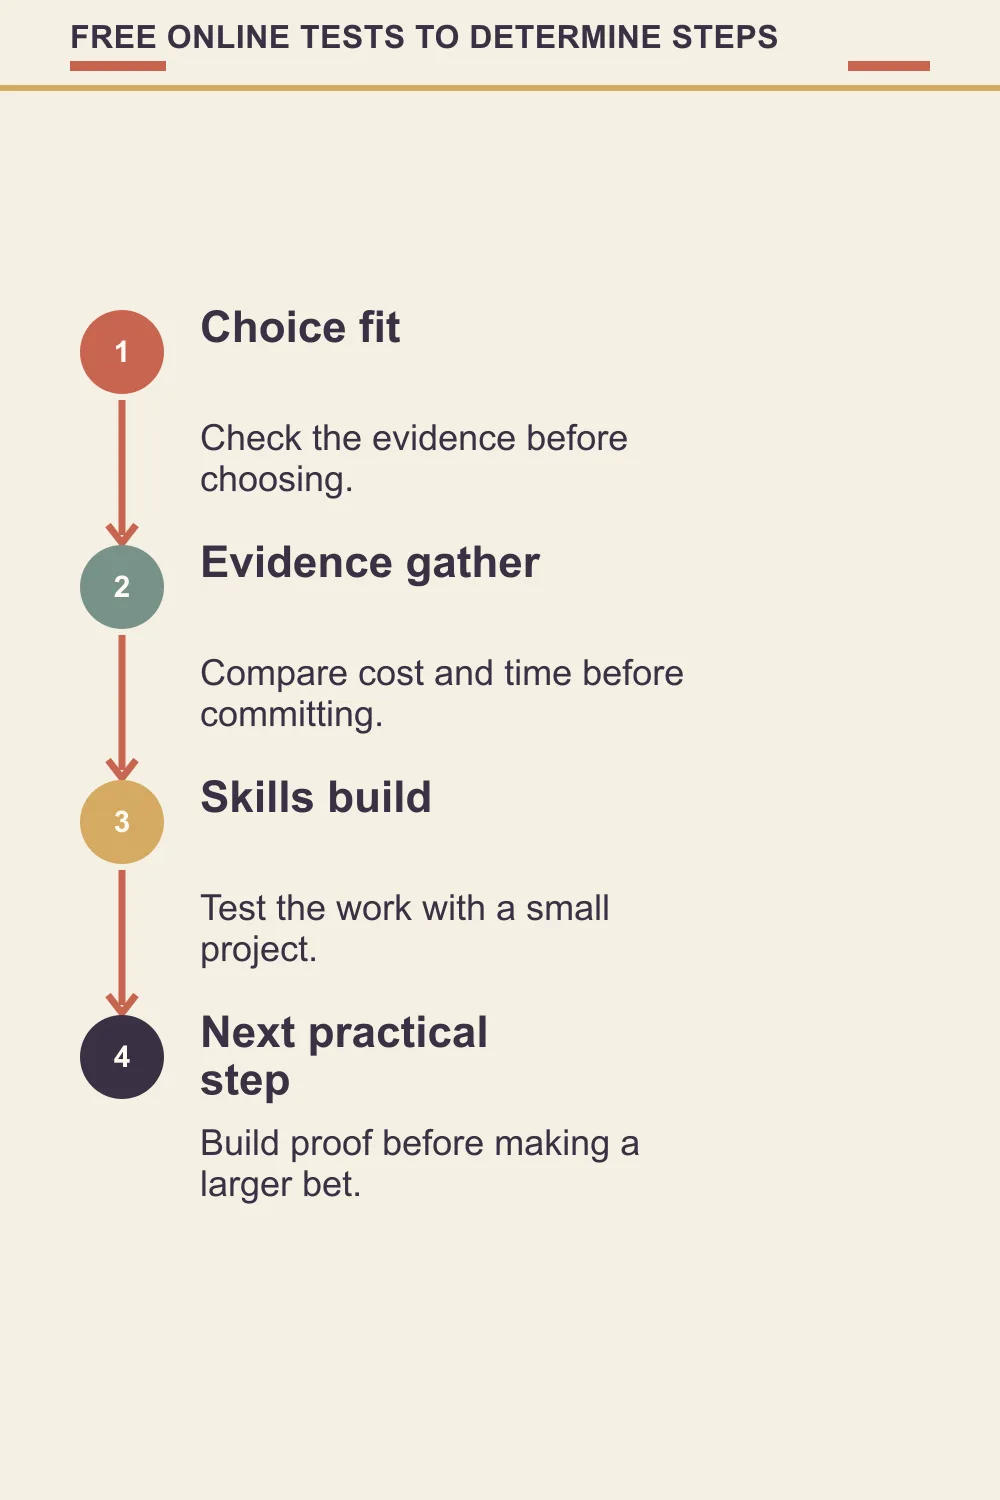 FREE ONLINE TESTS TO DETERMINE STEPS
1
Choice fit
Check the evidence before
choosing.
2
Evidence gather
Compare cost and time before
committing.
3
Skills build
Test the work with a small
project.
4
Next practical
step
Build proof before making a
larger bet.